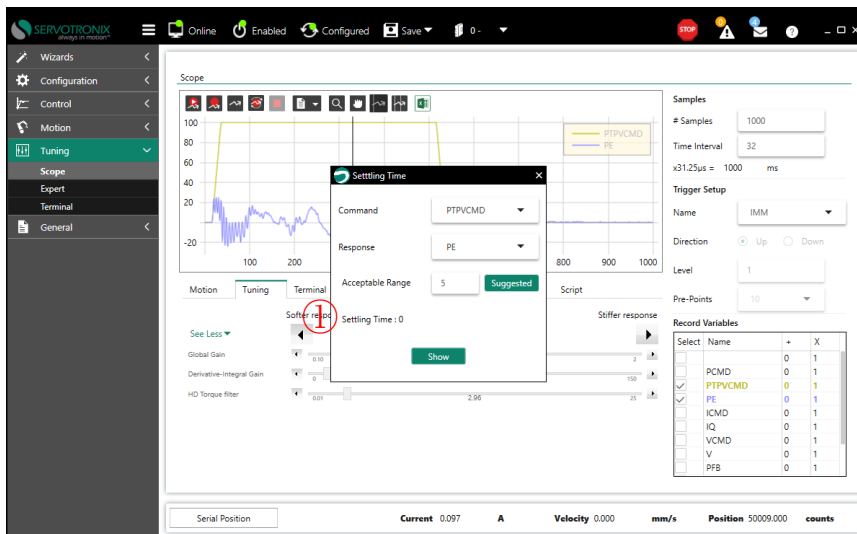 SERVOTRONIX
always in motion®
Online
Enabled
Configured
Save
0 -
STOP
4
?
Wizards
Configuration
Control
Motion
Tuning
Scope
Expert
Terminal
General
Scope
100
80
60
40
20
-20
100
200
800
900
1000
PTPVCMD
PE
Setttling Time
Command
PTPVCMD
Response
PE
Acceptable Range
5
Suggested
①
Settling Time : 0
Show
Motion
Tuning
Terminal
Script
Softer respo
Stiffer response
See Less
Global Gain
0.10
2
Derivative-Integral Gain
0
150
HD Torque filter
0.01
2.96
25
Samples
# Samples
1000
Time Interval
32
x31.25µs = 1000 ms
Trigger Setup
Name
IMM
Direction
Up
Down
Level
1
Pre-Points
10
Record Variables
Select Name + X
0 1
PCMD 0 1
PTPVCMD 0 1
PE 0 1
ICMD 0 1
IQ 0 1
VCMD 0 1
V 0 1
PFB 0 1
Serial Position
Current 0.097 A
Velocity 0.000 mm/s
Position 50009.000 counts